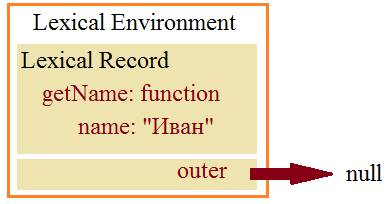 Lexical Environment
Lexical Record
getName: function
name: "Иван"
outer
null